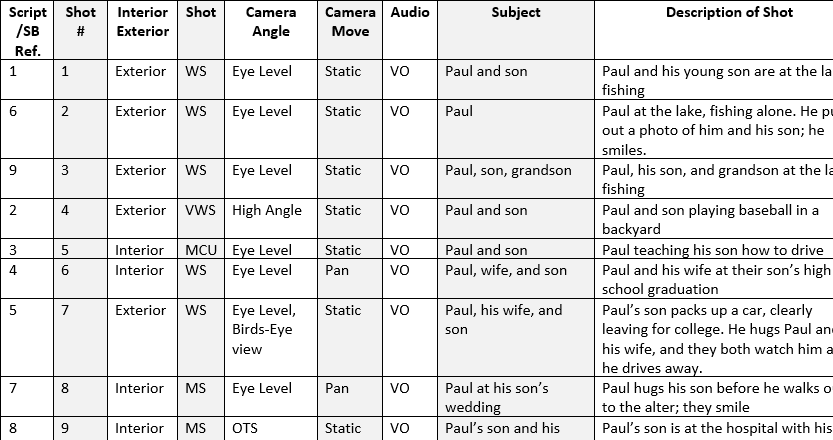 Script /SB Ref. Shot # Interior Exterior Shot Camera Angle Camera Move Audio Subject Description of Shot
1 1 Exterior WS Eye Level Static VO Paul and son Paul and his young son are at the
fishing
6 2 Exterior WS Eye Level Static VO Paul Paul at the lake, fishing alone. He
out a photo of him and his son; he
smiles.
9 3 Exterior WS Eye Level Static VO Paul, son, grandson Paul, his son, and grandson at the
fishing
2 4 Exterior VWS High Angle Static VO Paul and son Paul and son playing baseball in a
backyard
3 5 Interior MCU Eye Level Static VO Paul and son Paul teaching his son how to drive
4 6 Interior WS Eye Level Pan VO Paul, wife, and son Paul and his wife at their son's high
school graduation
5 7 Exterior WS Eye Level, Birds-Eye view Static VO Paul, his wife, and son Paul's son packs up a car, clearly
leaving for college. He hugs Paul
his wife, and they both watch him
he drives away.
7 8 Interior MS Eye Level Pan VO Paul at his son's wedding Paul hugs his son before he walks
to the alter; they smile
8 9 Interior MS OTS Static VO Paul's son and his Paul's son is at the hospital with his